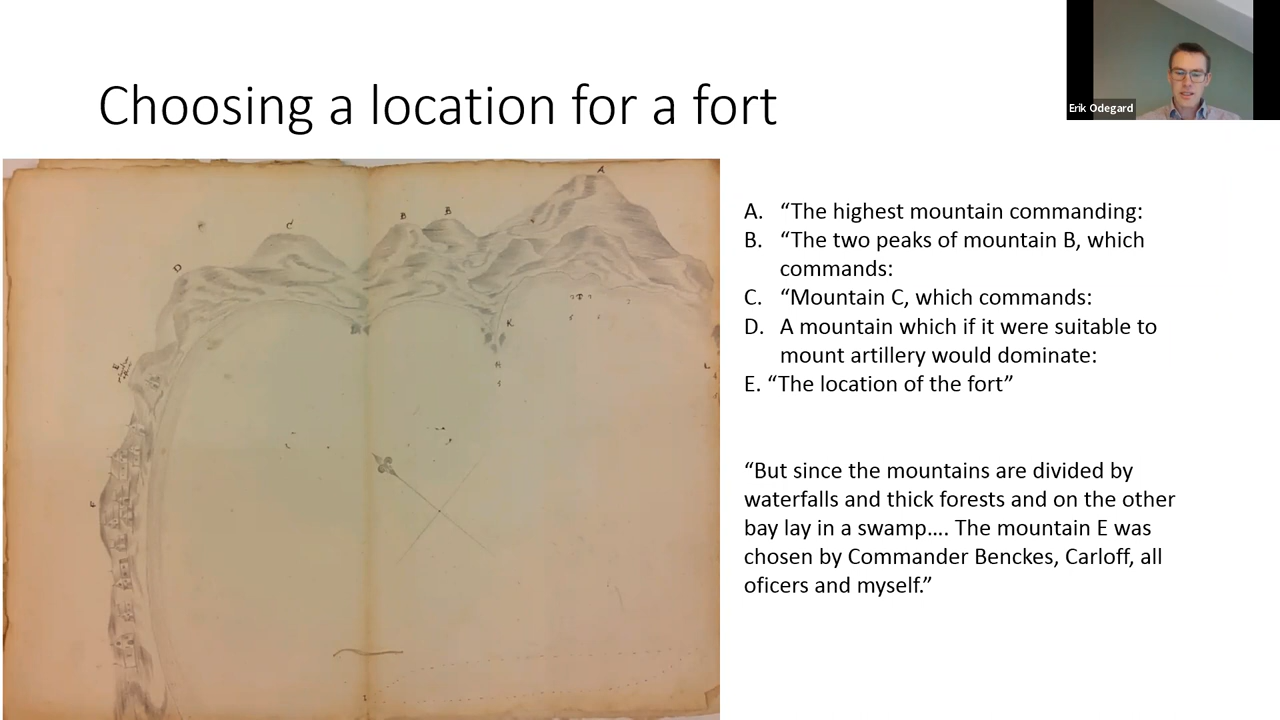 Erik Odegard
Choosing a location for a fort
A. “The highest mountain commanding:
B. “The two peaks of mountain B, which
commands:
C. “Mountain C, which commands:
D. A mountain which if it were suitable to
mount artillery would dominate:
E. “The location of the fort”
“But since the mountains are divided by
waterfalls and thick forests and on the other
bay lay in a swamp…. The mountain E was
chosen by Commander Benckes, Carloff, all
oficers and myself.”
A
B B
C
D
K
E
F